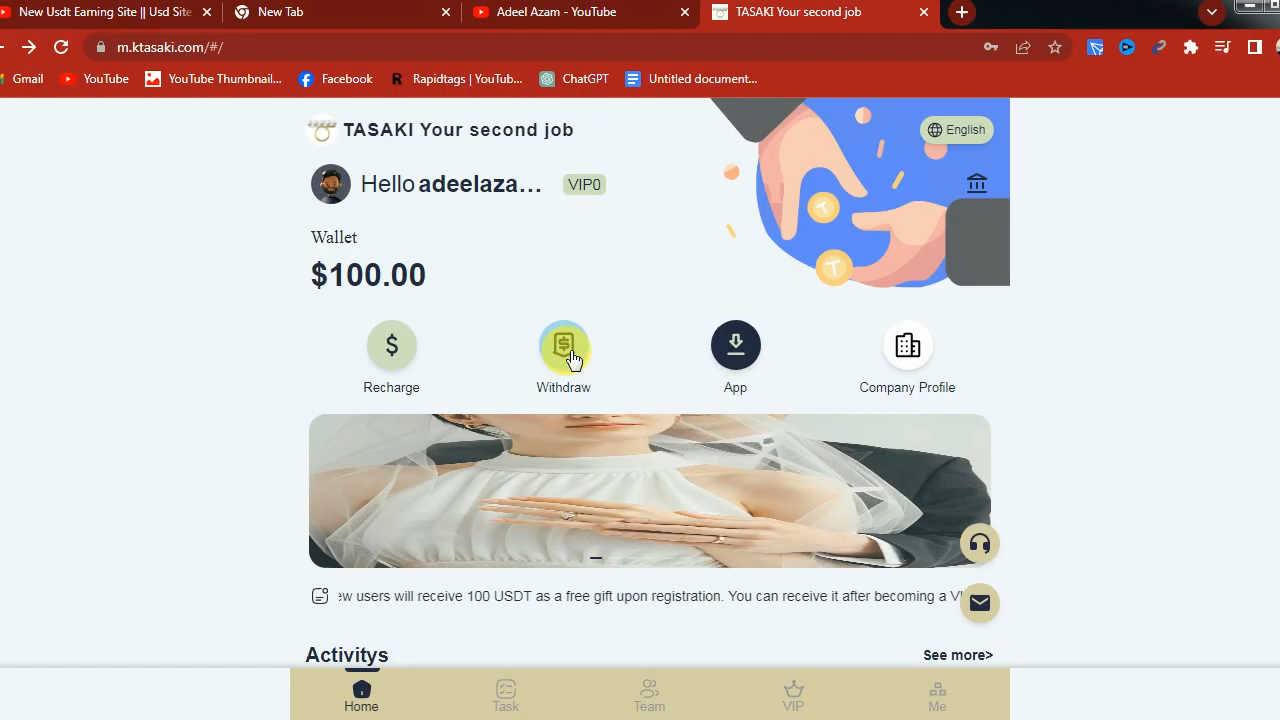 New Usdt Earning Site || Usd Site
New Tab
Adeel Azam - YouTube
TASAKI Your second job
m.ktasaki.com/#/
Gmail
YouTube
YouTube Thumbnail...
Facebook
Rapidtags | YouTub...
ChatGPT
Untitled document...
TASAKI Your second job
English
Hello adeelaza...
VIP0
Wallet
$100.00
Recharge
Withdraw
App
Company Profile
ew users will receive 100 USDT as a free gift upon registration. You can receive it after becoming a V
Activitys
See more>
Home
Task
Team
VIP
Me